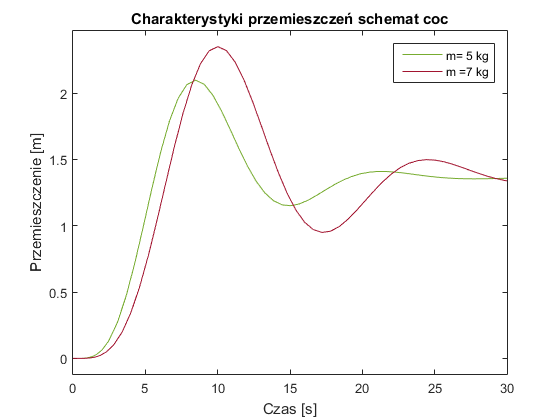 Charakterystyki przemieszczeń schemat coc
m= 5 kg
m =7 kg
Przemieszczenie [m]
2
1.5
1
0.5
0
0 5 10 15 20 25 30
Czas [s]